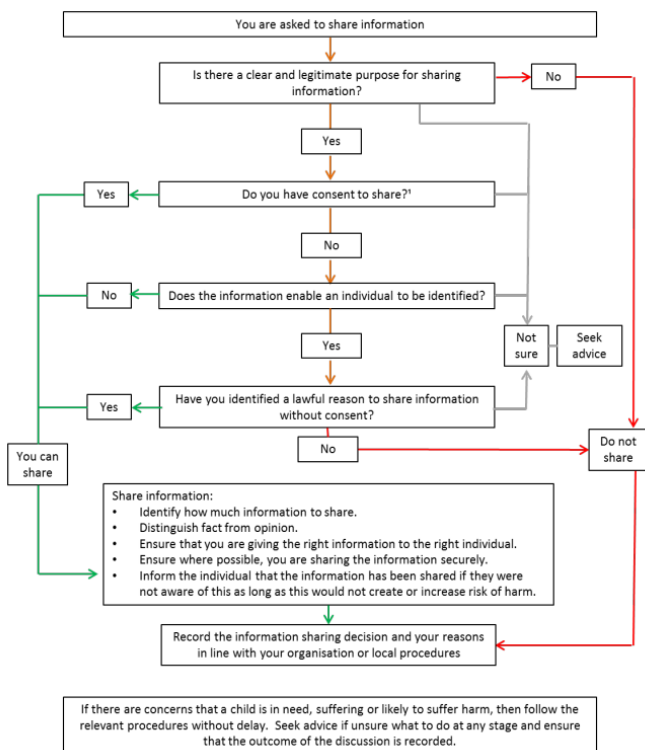 You are asked to share information
Is there a clear and legitimate purpose for sharing
information?
No
Yes
Yes
Do you have consent to share?¹
No
No
Does the information enable an individual to be identified?
Yes
Not
sure
Seek
advice
Yes
Have you identified a lawful reason to share information
without consent?
No
You can
share
Do not
share
Share information:
• Identify how much information to share.
• Distinguish fact from opinion.
• Ensure that you are giving the right information to the right individual.
• Ensure where possible, you are sharing the information securely.
• Inform the individual that the information has been shared if they were
not aware of this as long as this would not create or increase risk of harm.
Record the information sharing decision and your reasons
in line with your organisation or local procedures
If there are concerns that a child is in need, suffering or likely to suffer harm, then follow the
relevant procedures without delay. Seek advice if unsure what to do at any stage and ensure
that the outcome of the discussion is recorded.